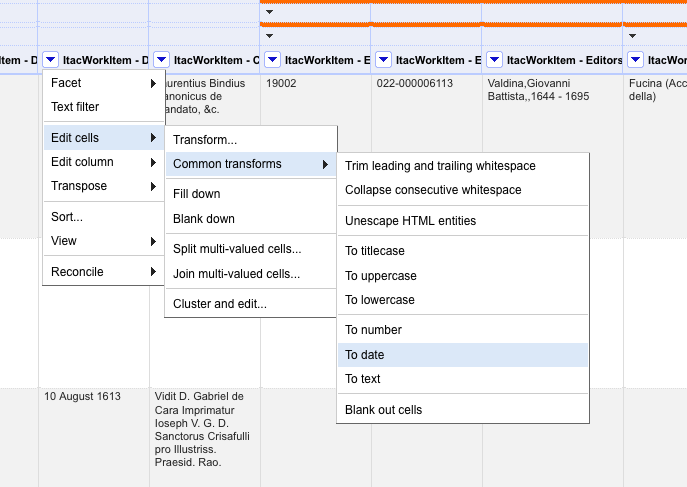 Item - D
ItacWorkItem - D
ItacWorkItem - C
ItacWorkItem - E
ItacWorkItem - E
ItacWorkItem - Editors
ItacWorkItem
Facet
Text filter
Edit cells
Edit column
Transpose
Sort...
View
Reconcile
urentius Bindius
anonicus de
andato, &c.
19002
022-000006113
Valdina,Giovanni
Battista,,1644 - 1695
Fucina (Acc
della)
Transform...
Common transforms
Fill down
Blank down
Split multi-valued cells...
Join multi-valued cells...
Cluster and edit...
Trim leading and trailing whitespace
Collapse consecutive whitespace
Unescape HTML entities
To titlecase
To uppercase
To lowercase
To number
To date
To text
Blank out cells
10 August 1613
Vidit D. Gabriel de
Cara Imprimatur
Ioseph V. G. D.
Sanctorus Crisafulli
pro Illustriss.
Praesid. Rao.